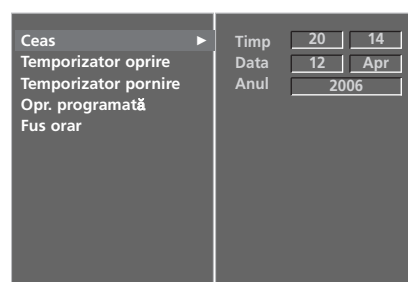 Ceas ►
Temporizator oprire
Temporizator pornire
Opr. programată
Fus orar
Timp 20 14
Data 12 Apr
Anul 2006